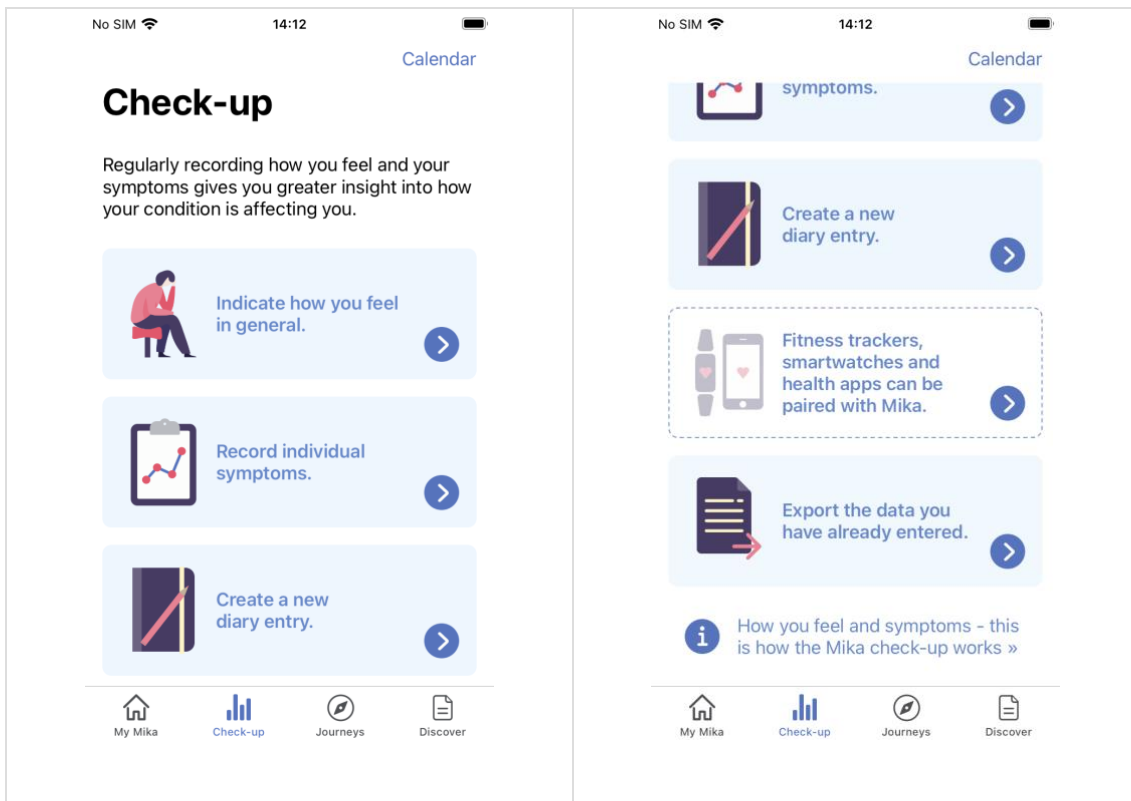 No SIM 14:12
Calendar
Check-up
Regularly recording how you feel and your
symptoms gives you greater insight into how
your condition is affecting you.
Indicate how you feel
in general.
Record individual
symptoms.
Create a new
diary entry.
My Mika Check-up Journeys Discover
No SIM 14:12
Calendar
symptoms.
Create a new
diary entry.
Fitness trackers,
smartwatches and
health apps can be
paired with Mika.
Export the data you
have already entered.
How you feel and symptoms - this
is how the Mika check-up works »
My Mika Check-up Journeys Discover